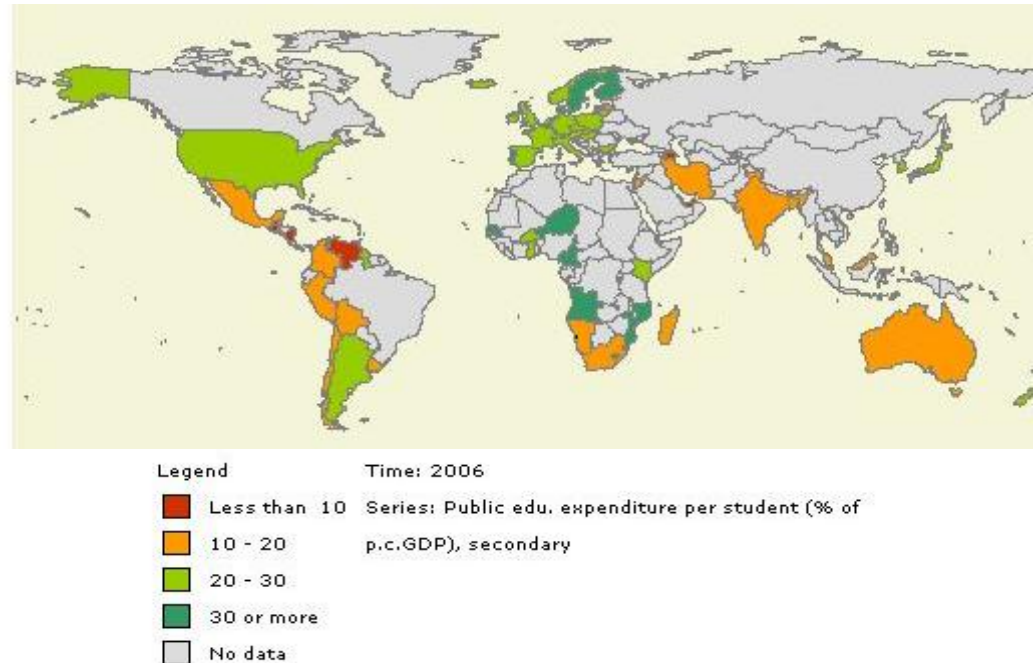 Legend
Time: 2006
Less than 10
Series: Public edu. expenditure per student (% of
10 - 20
p.c.GDP), secondary
20 - 30
30 or more
No data